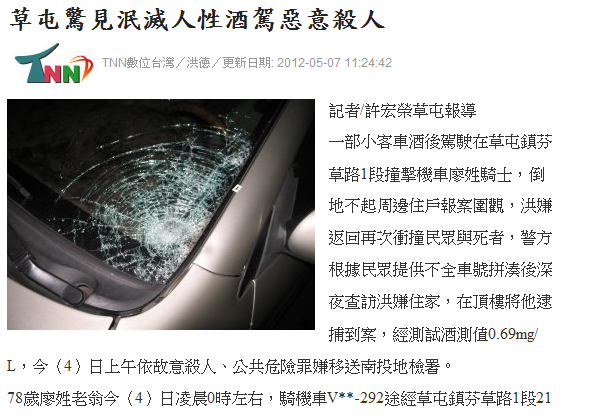 草屯驚見泯滅人性酒駕惡意殺人
TNN
TNN數位台灣／洪德／更新日期: 2012-05-07 11:24:42
記者/許宏榮草屯報導
一部小客車酒後駕駛在草屯鎮芬
草路1段撞擊機車廖姓騎士，倒
地不起周邊住戶報案圍觀，洪嫌
返回再次衝撞民眾與死者，警方
根據民眾提供不全車號拼湊後深
夜查訪洪嫌住家，在頂樓將他逮
捕到案，經測試酒測值0.69mg/
L，今（4）日上午依故意殺人、公共危險罪嫌移送南投地檢署。
78歲廖姓老翁今（4）日凌晨0時左右，騎機車V**-292途經草屯鎮芬草路1段21